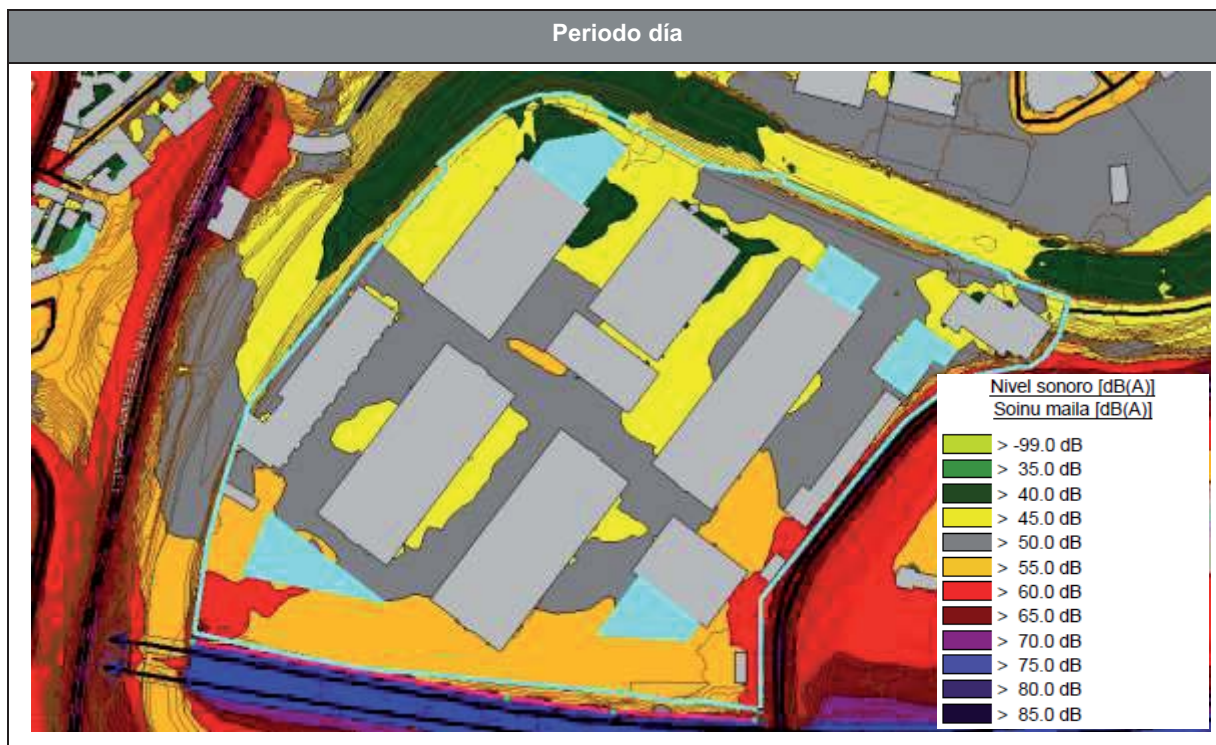 Periodo día
Nivel sonoro [dB(A)]
Soinu maila [dB(A)]
> -99.0 dB
> 35.0 dB
> 40.0 dB
> 45.0 dB
> 50.0 dB
> 55.0 dB
> 60.0 dB
> 65.0 dB
> 70.0 dB
> 75.0 dB
> 80.0 dB
> 85.0 dB